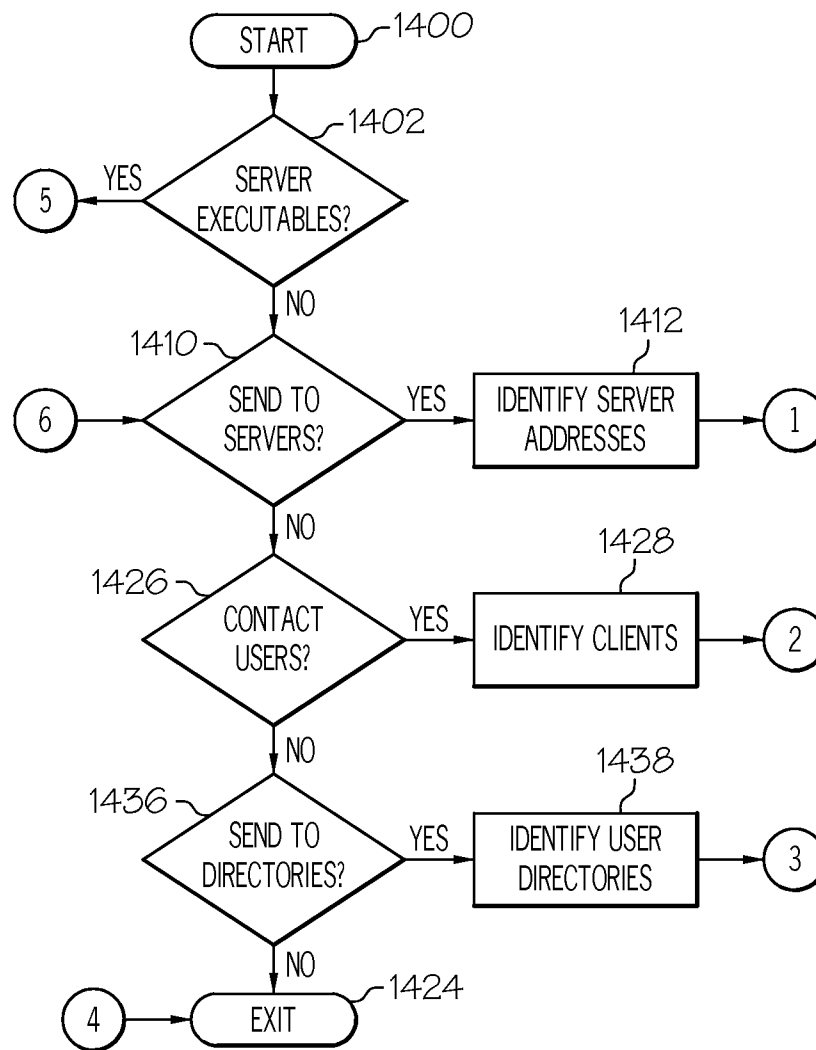 START
1400
1402
SERVER
EXECUTABLES?
YES
5
NO
1410
6
SEND TO
SERVERS?
YES
1412
IDENTIFY SERVER
ADDRESSES
1
NO
1426
CONTACT
USERS?
YES
1428
IDENTIFY CLIENTS
2
NO
1436
SEND TO
DIRECTORIES?
YES
1438
IDENTIFY USER
DIRECTORIES
3
NO
4
EXIT
1424